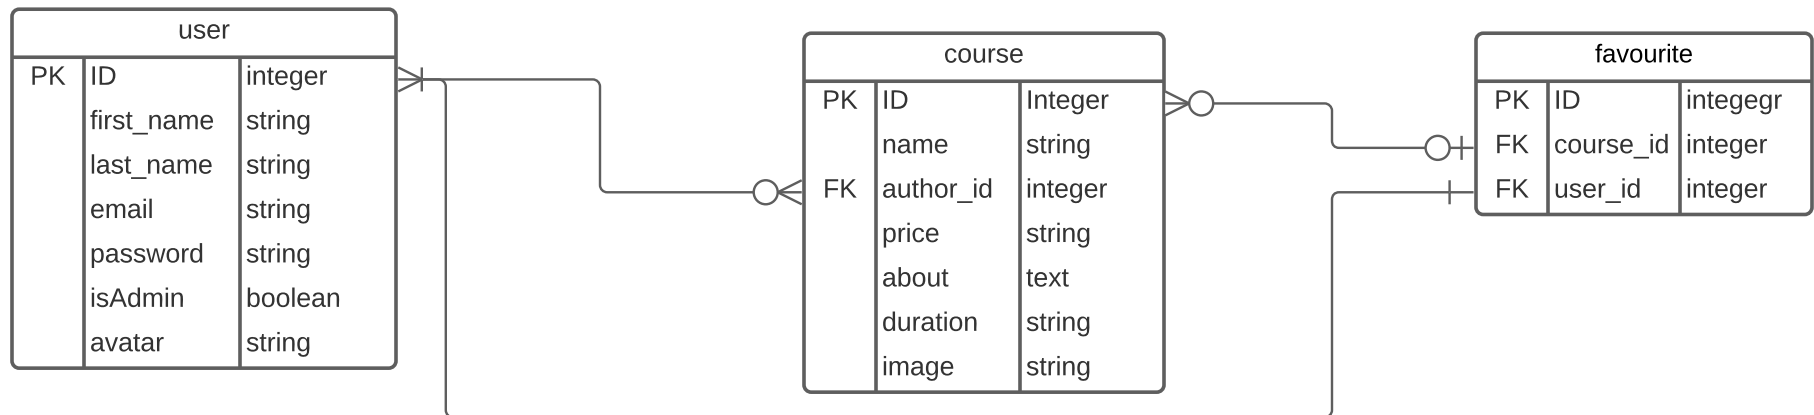 user
PK ID integer
first_name string
last_name string
email string
password string
isAdmin boolean
avatar string
course
PK ID Integer
name string
FK author_id integer
price string
about text
duration string
image string
favourite
PK ID integegr
FK course_id integer
FK user_id integer